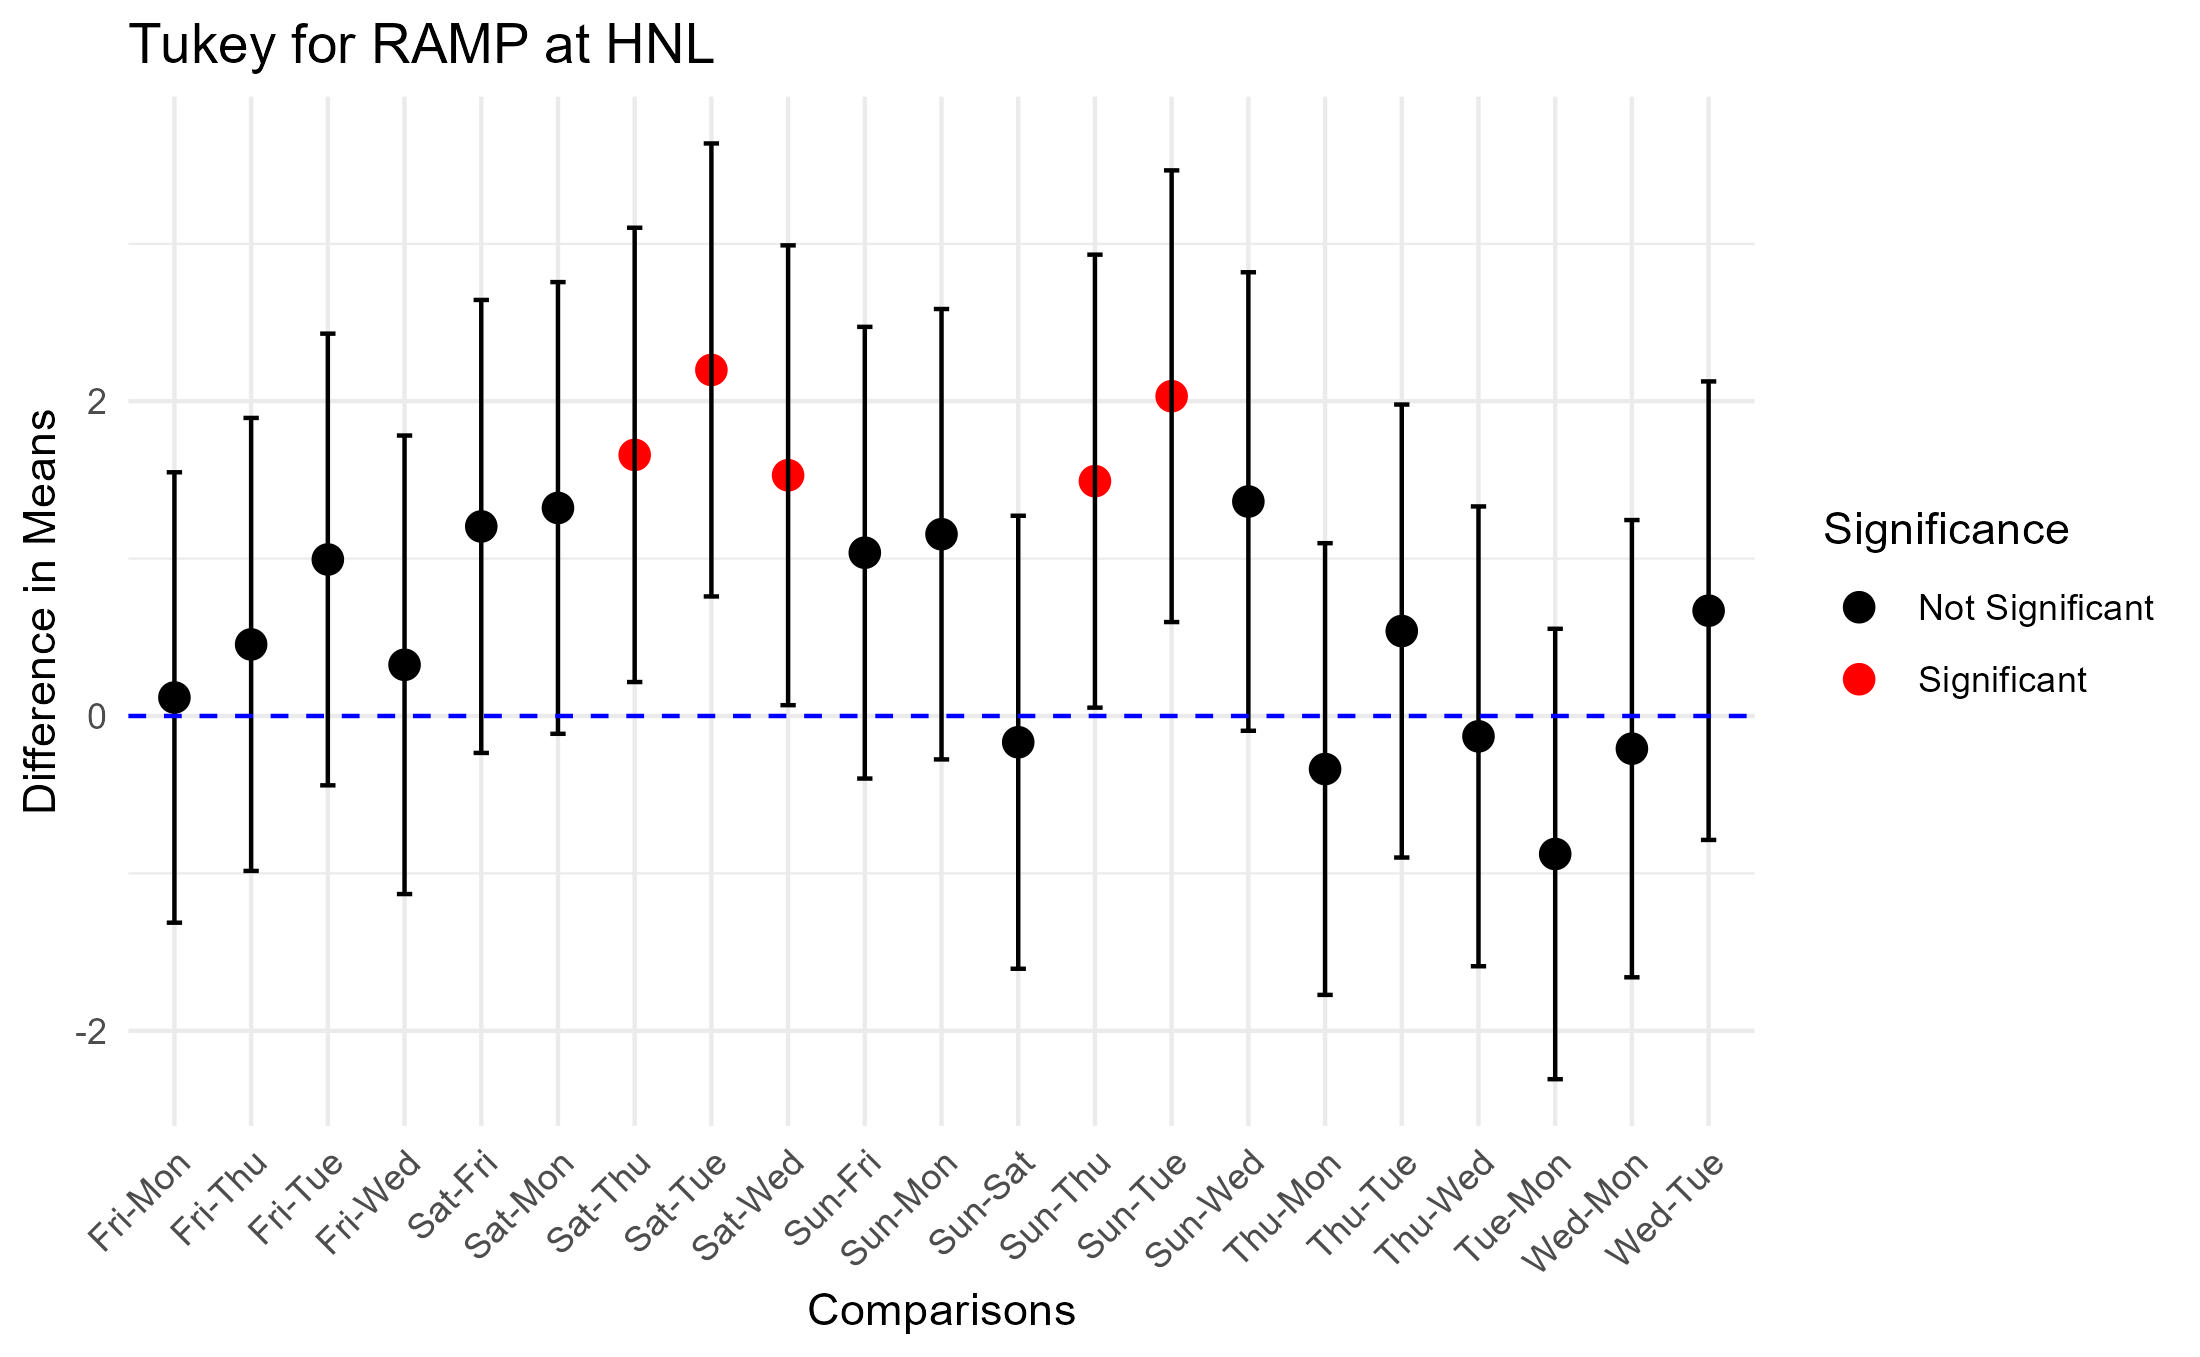 Tukey for RAMP at HNL
Difference in Means
2
0
-2
Fri-Mon
Fri-Thu
Fri-Tue
Fri-Wed
Sat-Fri
Sat-Mon
Sat-Thu
Sat-Tue
Sat-Wed
Sun-Fri
Sun-Mon
Sun-Sat
Sun-Thu
Sun-Tue
Sun-Wed
Thu-Mon
Thu-Tue
Thu-Wed
Tue-Mon
Wed-Mon
Wed-Tue
Comparisons
Significance
Not Significant
Significant